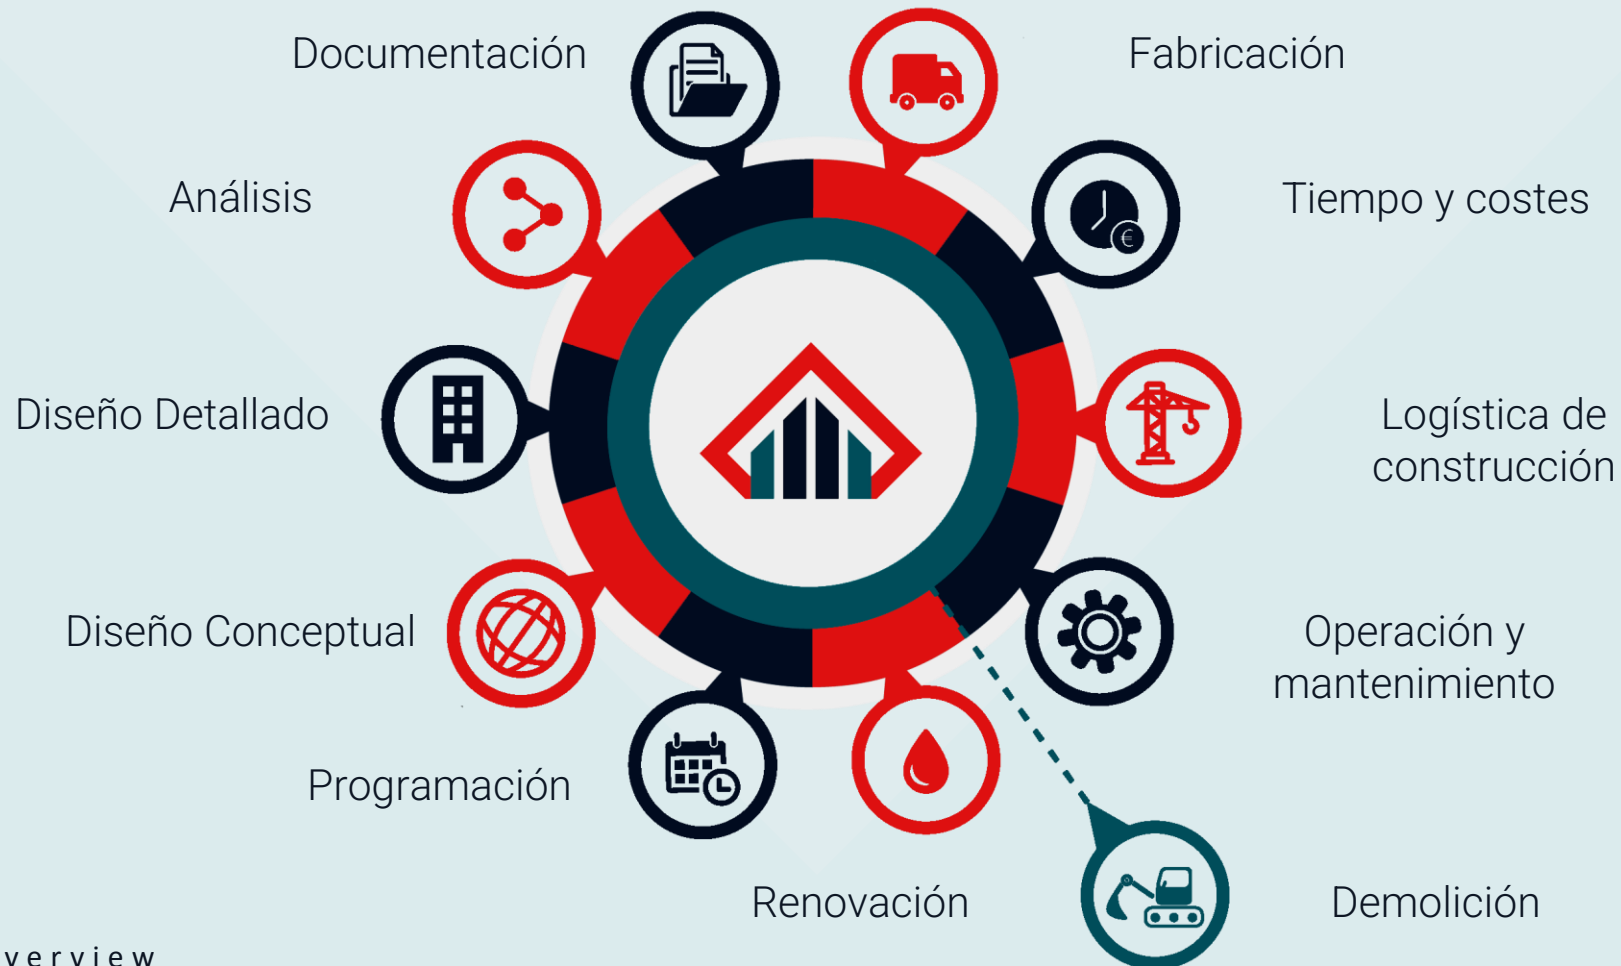 Documentación
Fabricación
Análisis
Tiempo y costes
Diseño Detallado
Logística de
construcción
Diseño Conceptual
Operación y
mantenimiento
Programación
Renovación
Demolición
verview
€